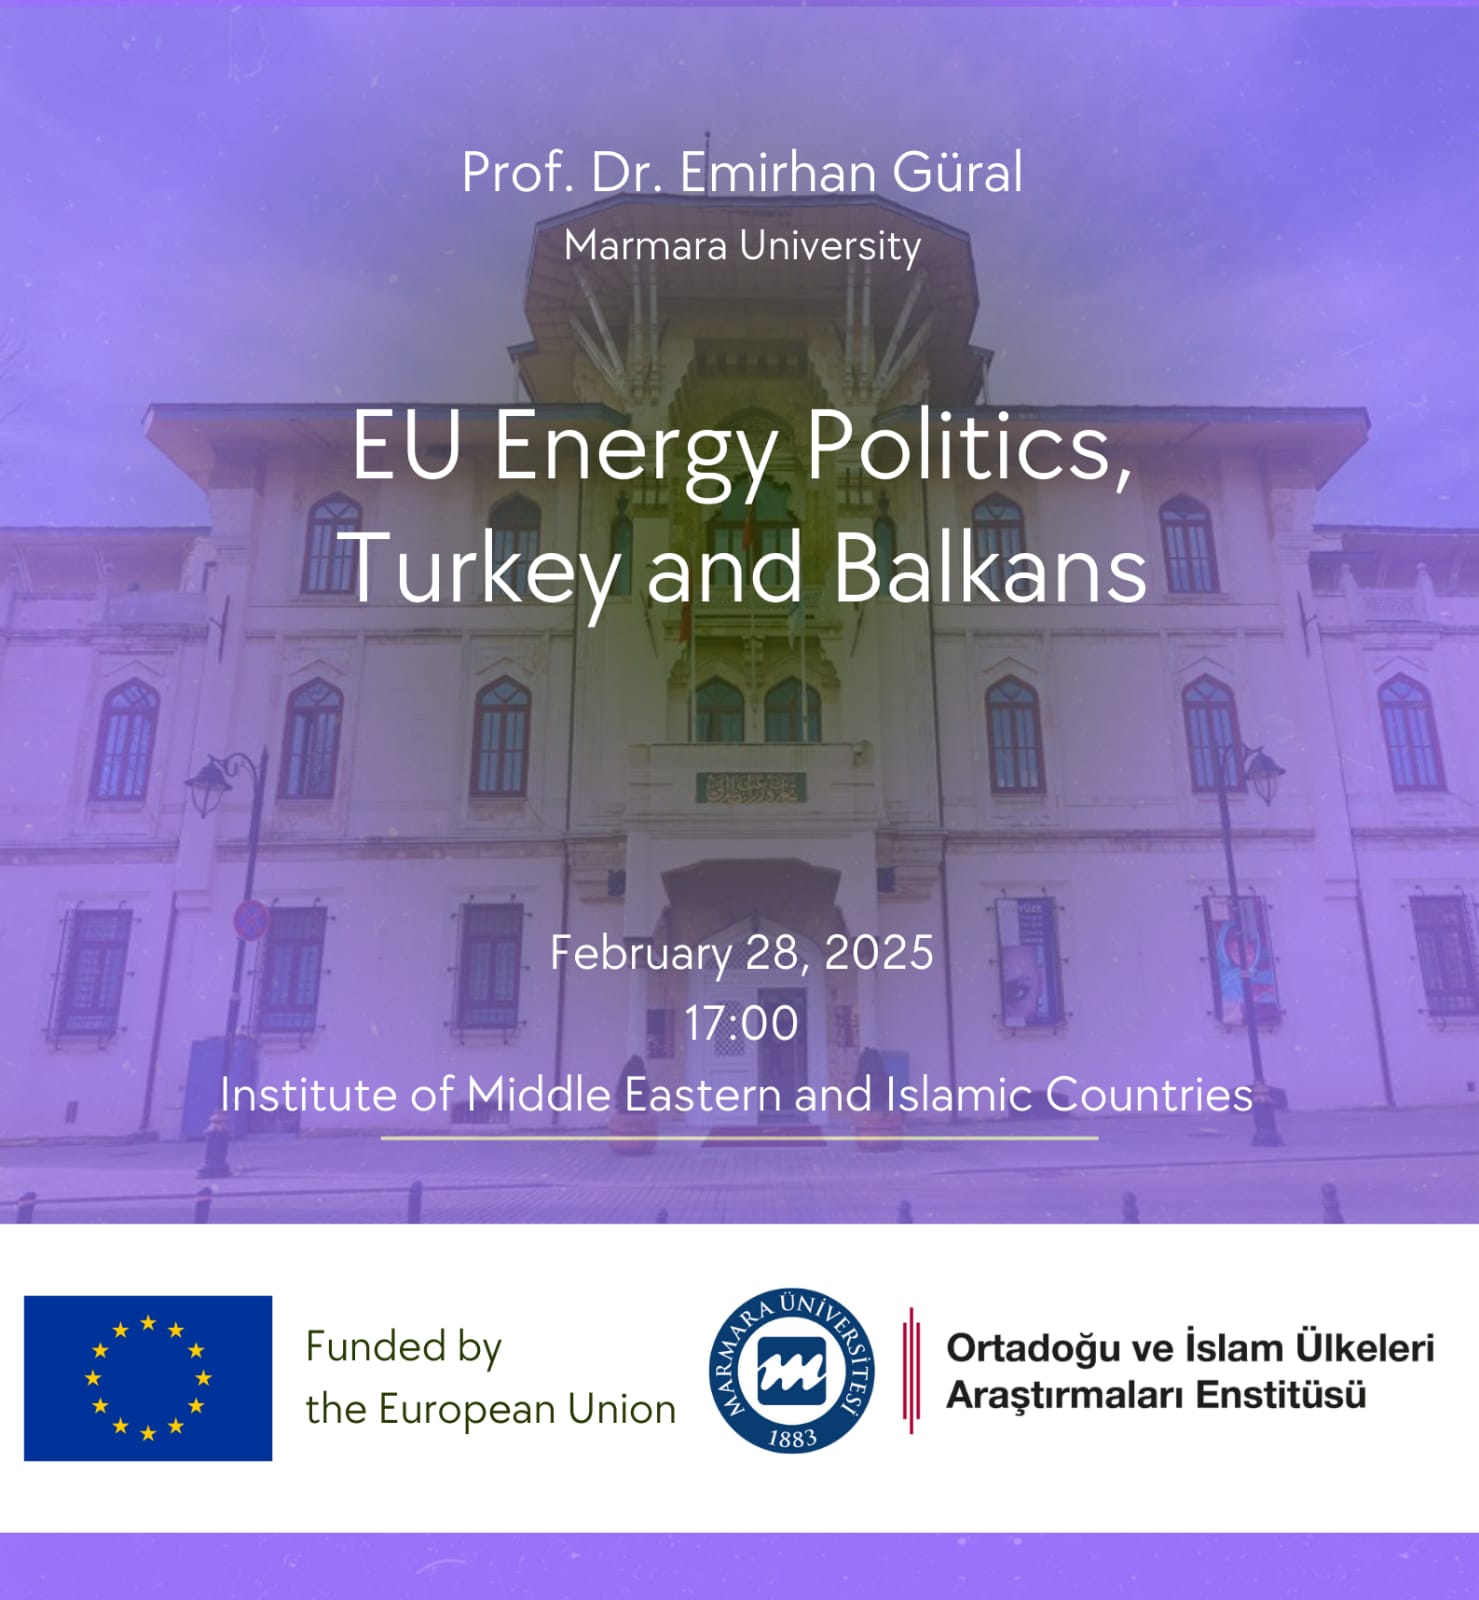 Prof. Dr. Emirhan Güral
Marmara University
EU Energy Politics,
Turkey and Balkans
February 28, 2025
17:00
Institute of Middle Eastern and Islamic Countries
Funded by
the European Union
MARMARA ÜNİVERSİTESİ
1883
Ortadoğu ve İslam Ülkeleri
Araştırmaları Enstitüsü